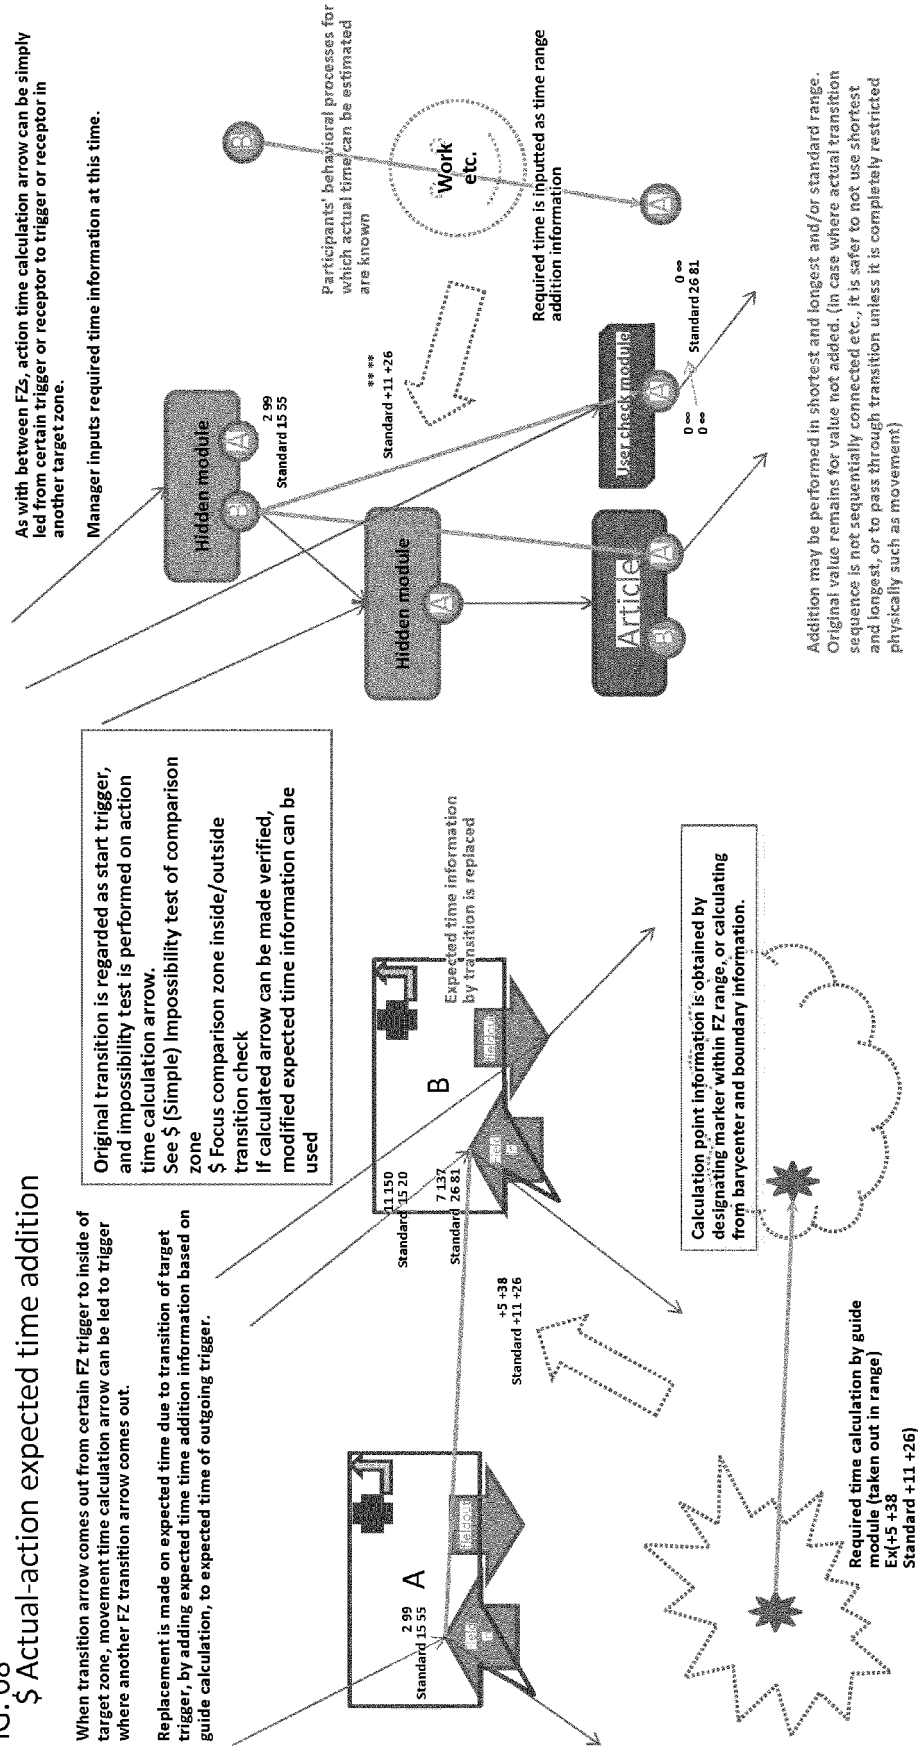 $ Actual-action expected time addition
When transition arrow comes out from certain FZ trigger to inside of
target zone, movement time calculation arrow can be led to trigger
where another FZ transition arrow comes out.
Replacement is made on expected time due to transition of target
trigger, by adding expected time addition information based on
guide calculation, to expected time of outgoing trigger.
Original transition is regarded as start trigger,
and impossibility test is performed on action
time calculation arrow.
See $ (Simple) Impossibility test of comparison
zone
$ Focus comparison zone inside/outside
transition check
If calculated arrow can be made verified,
modified expected time information can be
used
As with between FZs, action time calculation arrow can be simply
led from certain trigger or receptor to trigger or receptor in
another target zone.
Manager inputs required time information at this time.
A
2 99
Standard 15 55
fieldout
field
+5 +38
Standard +11 +26
B
11 150
Standard 15 20
7 137
Standard 26 81
fieldout
field
Expected time information
by transition is replaced
Required time calculation by guide
module (taken out in range)
Ex(+5 +38
Standard +11 +26)
Calculation point information is obtained by
designating marker within FZ range, or calculating
from barycenter and boundary information.
Hidden module
B
A
2 99
Standard 15 55
Hidden module
A
Article
B
A
User check module
A
** **
Standard +11 +26
0 ∞
0 ∞
0 ∞
Standard 26 81
Participants' behavioral processes for
which actual time can be estimated
are known
B
Work
etc.
A
Required time is inputted as time range
addition information
Addition may be performed in shortest and longest and/or standard range.
Original value remains for value not added. (in case where actual transition
sequence is not sequentially connected etc., it is safer to not use shortest
and longest, or to pass through transition unless it is completely restricted
physically such as movement)